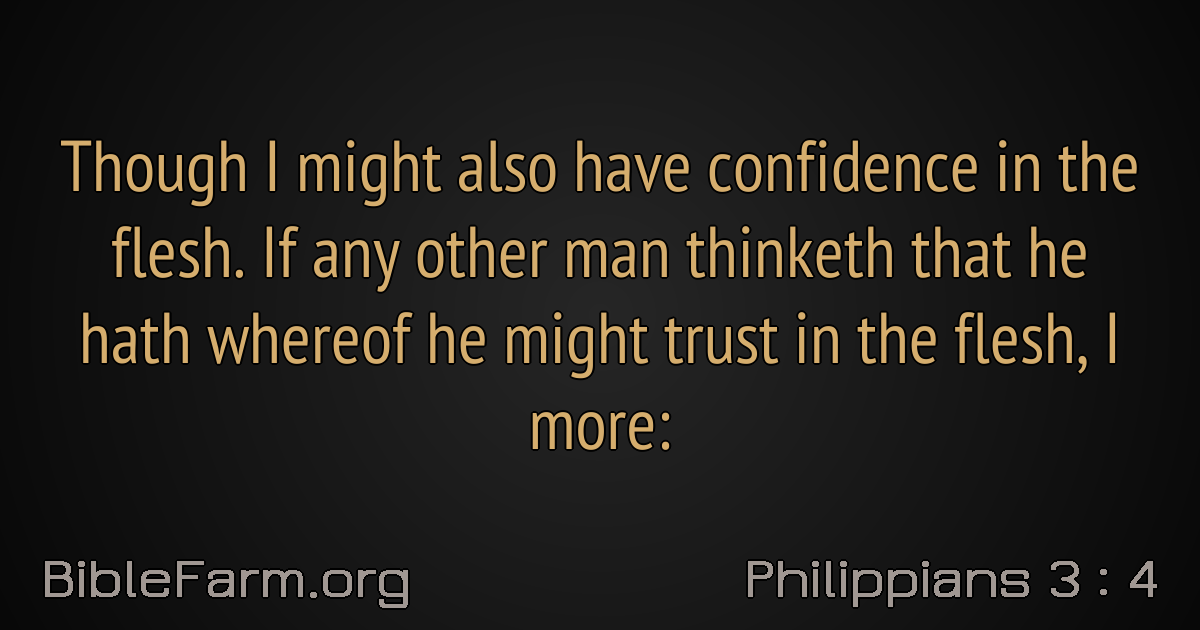 Though I might also have confidence in the
flesh. If any other man thinketh that he
hath whereof he might trust in the flesh, I
more:
BibleFarm.org
Philippians 3 : 4